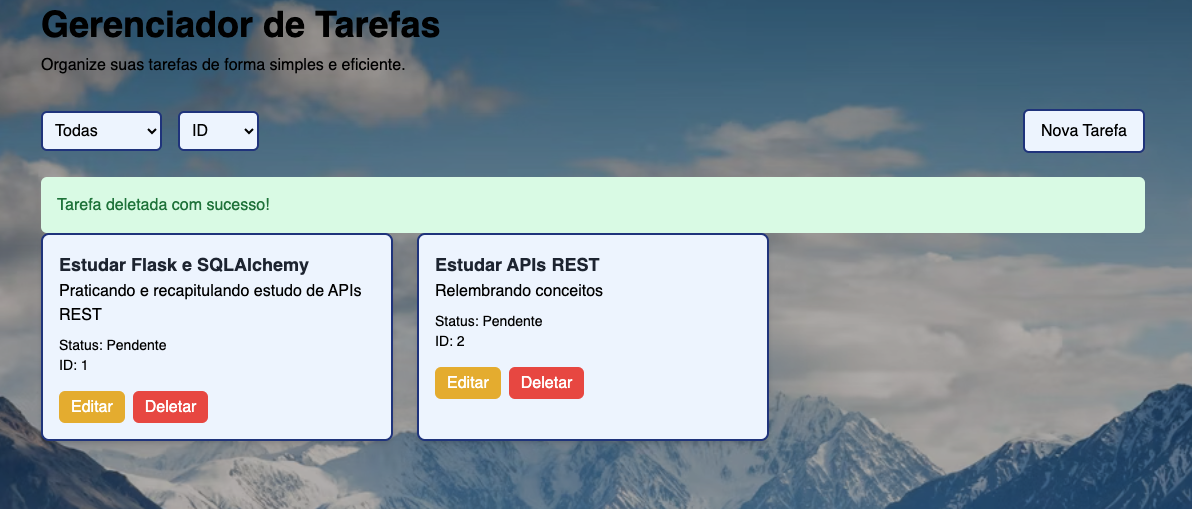 Gerenciador de Tarefas
Organize suas tarefas de forma simples e eficiente.
Todas ID Nova Tarefa
Tarefa deletada com sucesso!
Estudar Flask e SQLAlchemy
Praticando e recapitulando estudo de APIs
REST
Status: Pendente
ID: 1
Editar Deletar
Estudar APIs REST
Relembrando conceitos
Status: Pendente
ID: 2
Editar Deletar